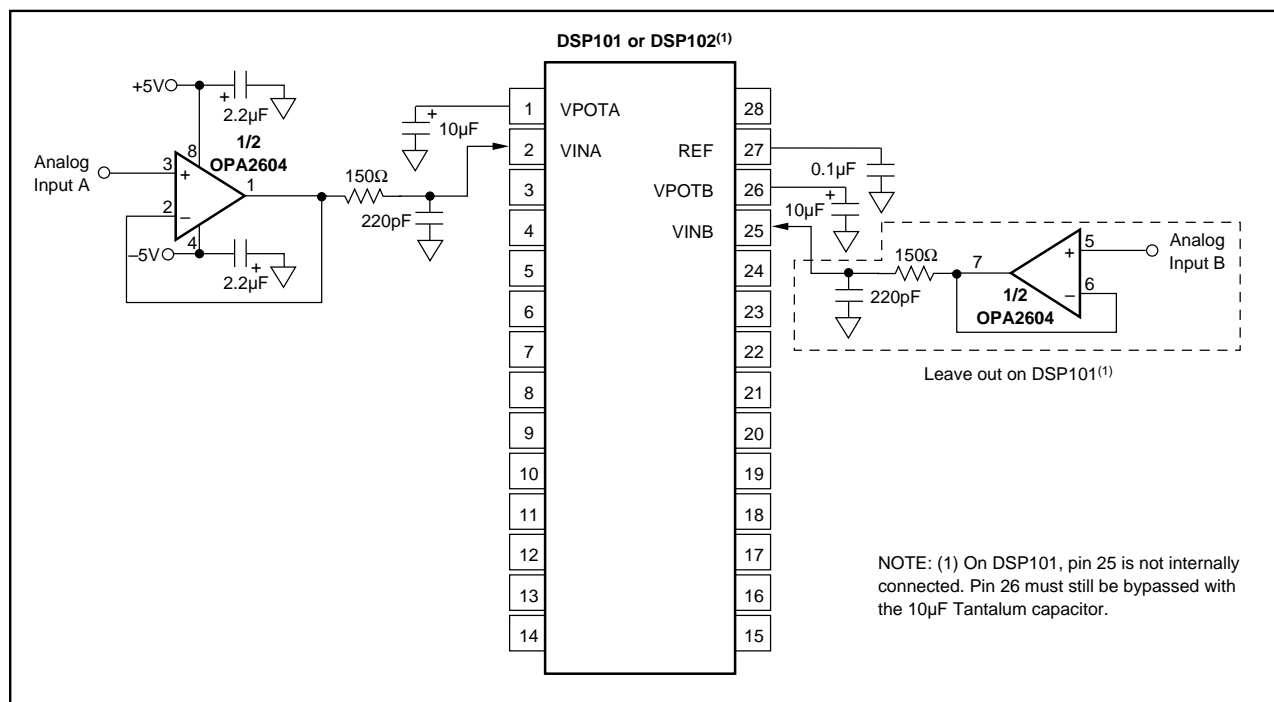 DSP101 or DSP102(1)
+5V
+
2.2µF
1/2
OPA2604
8
Analog
Input A
3
+
1
2
–
4
–5V
2.2µF
+
150Ω
220pF
+
10µF
1
VPOTA
2
VINA
3
4
5
6
7
8
9
10
11
12
13
14
28
REF
27
VPOTB
26
VINB
25
24
23
22
21
20
19
18
17
16
15
0.1µF
10µF
+
150Ω
220pF
7
1/2
OPA2604
+
5
–
6
Analog
Input B
Leave out on DSP101(1)
NOTE: (1) On DSP101, pin 25 is not internally
connected. Pin 26 must still be bypassed with
the 10µF Tantalum capacitor.